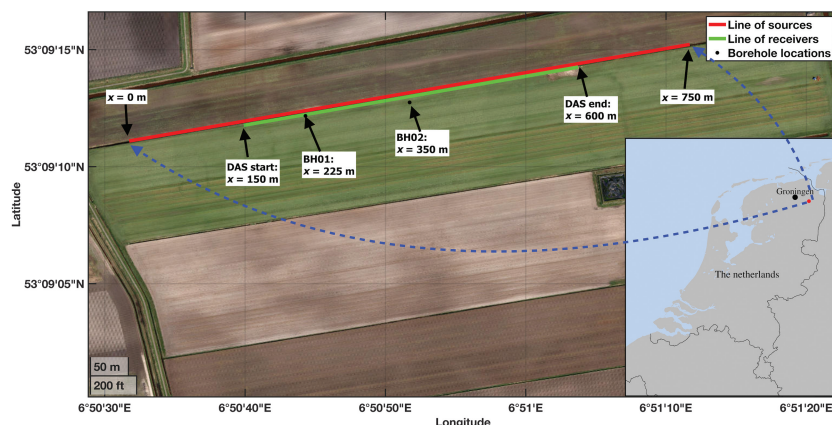 Line of sources
Line of receivers
Borehole locations
53°09'15"N
x = 0 m
DAS end:
x = 600 m
x = 750 m
BH02:
x = 350 m
BH01:
x = 225 m
DAS start:
x = 150 m
53°09'10"N
Latitude
Groningen
The netherlands
53°09'05"N
50 m
200 ft
6°50'30"E
6°50'40"E
6°50'50"E
6°51'E
6°51'10"E
6°51'20"E
Longitude